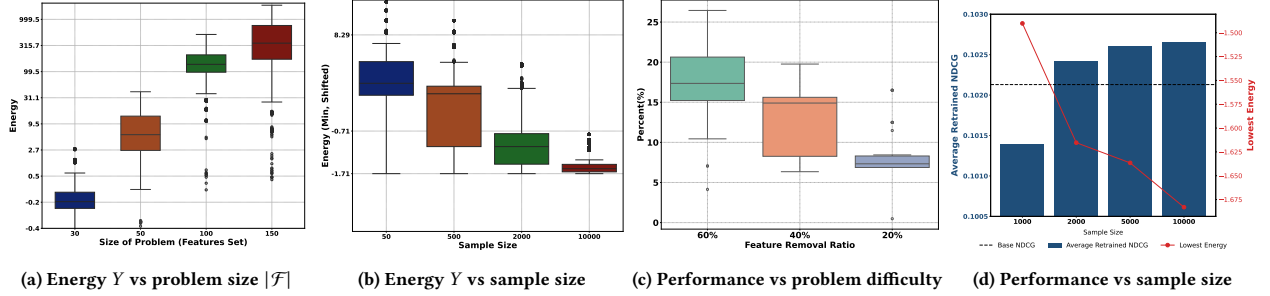 999.5
315.7
99.5
31.1
9.5
2.7
0.5
-0.2
-0.4
Energy
30 50 100 150
Size of Problem (Features Set)
(a) Energy Y vs problem size |ℱ|
8.29
-0.71
-1.71
Energy (Min, Shifted)
50 500 2000 10000
Sample Size
(b) Energy Y vs sample size
25
20
15
10
5
0
Percent(%)
60% 40% 20%
Feature Removal Ratio
(c) Performance vs problem difficulty
0.1030
0.1025
0.1020
0.1015
0.1010
0.1005
Average Retrained NDCG
−1.500
−1.525
−1.550
−1.575
−1.600
−1.625
−1.650
−1.675
Lowest Energy
1000 2000 5000 10000
Sample Size
Base NDCG Average Retrained NDCG Lowest Energy
(d) Performance vs sample size